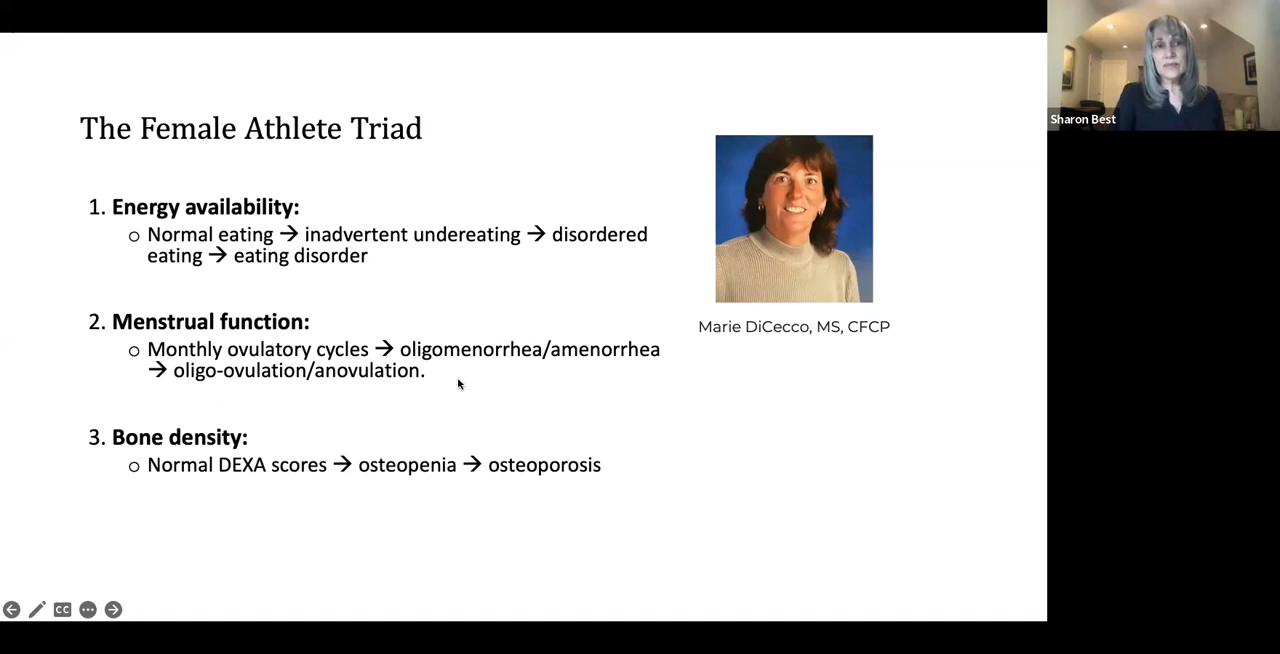 The Female Athlete Triad
1. Energy availability:
o Normal eating → inadvertent undereating → disordered
eating → eating disorder
2. Menstrual function:
o Monthly ovulatory cycles → oligomenorrhea/amenorrhea
→ oligo-ovulation/anovulation.
3. Bone density:
o Normal DEXA scores → osteopenia → osteoporosis
Marie DiCecco, MS, CFCP
Sharon Best
CC